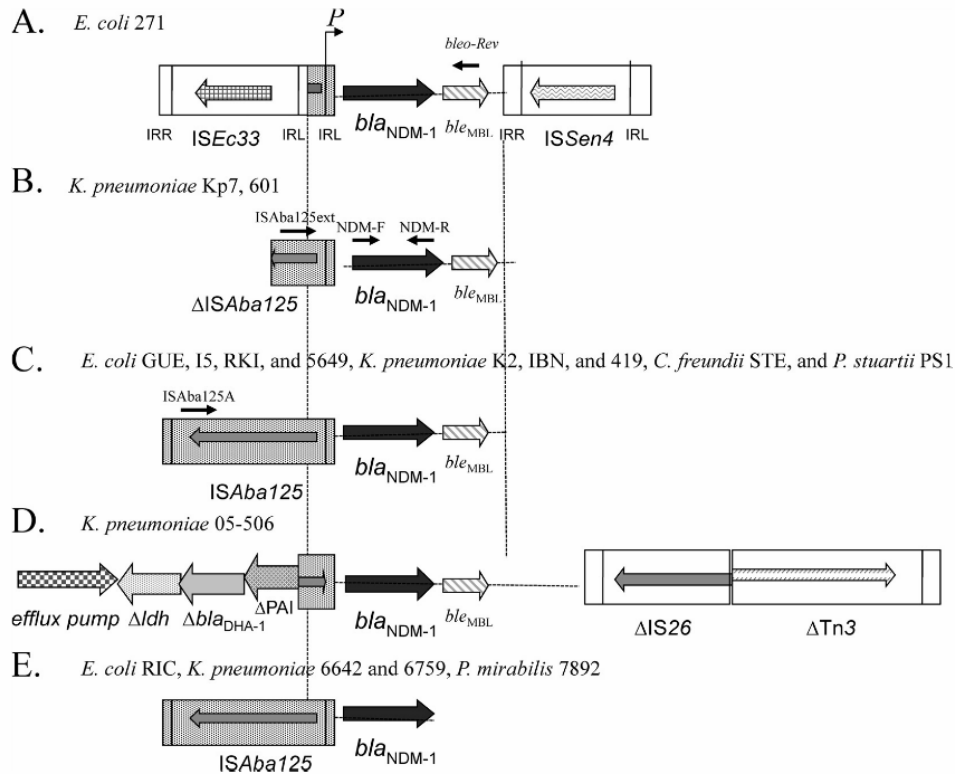 A. E. coli 271
P
bleo-Rev
IRR ISEc33 IRL IRL blaNDM-1 bleMBL IRR ISSen4 IRL
B. K. pneumoniae Kp7, 601
ISAba125ext NDM-F NDM-R
ΔISAba125 blaNDM-1 bleMBL
C. E. coli GUE, I5, RKI, and 5649, K. pneumoniae K2, IBN, and 419, C. freundii STE, and P. stuartii PS1
ISAba125A
ISAba125 blaNDM-1 bleMBL
D. K. pneumoniae 05-506
efflux pump Δldh ΔblaDHA-1 ΔPAI blaNDM-1 bleMBL ΔIS26 ΔTn3
E. E. coli RIC, K. pneumoniae 6642 and 6759, P. mirabilis 7892
ISAba125 blaNDM-1